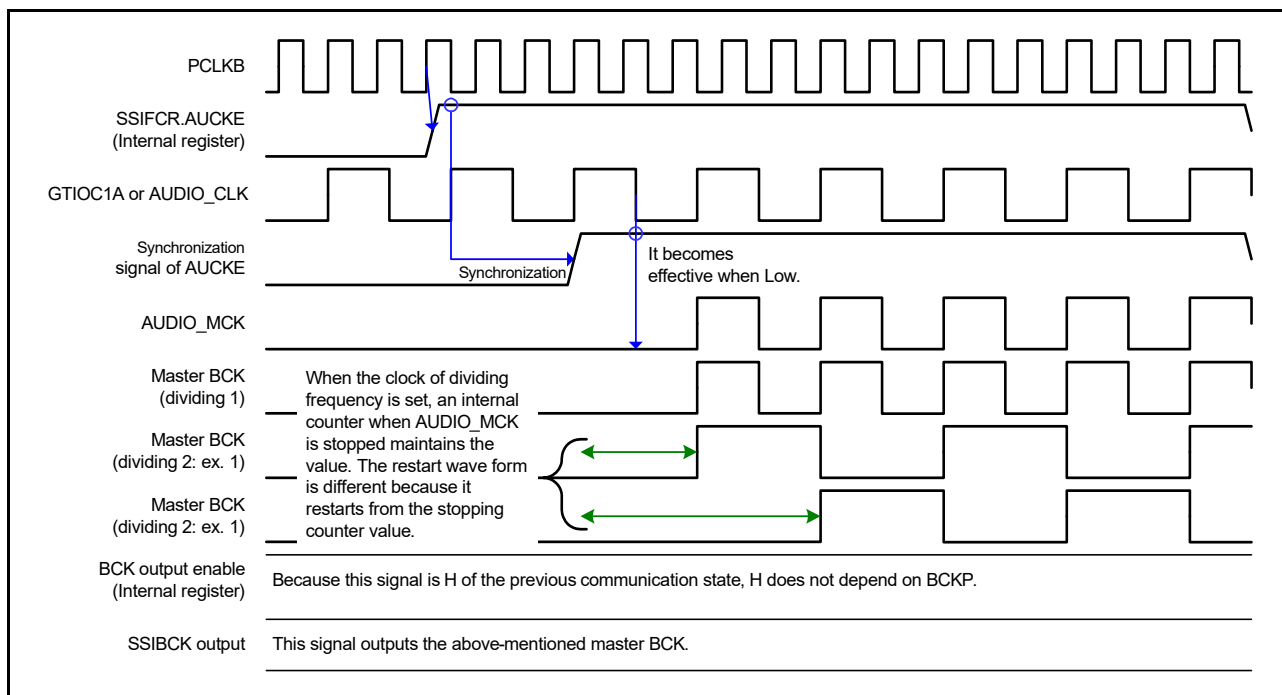 PCLKB
SSIFCR.AUCKE
(Internal register)
GTIOC1A or AUDIO_CLK
Synchronization
signal of AUCKE
Synchronization
It becomes
effective when Low.
AUDIO_MCK
Master BCK
(dividing 1)
When the clock of dividing
frequency is set, an internal
counter when AUDIO_MCK
is stopped maintains the
value. The restart wave form
is different because it
restarts from the stopping
counter value.
Master BCK
(dividing 2: ex. 1)
Master BCK
(dividing 2: ex. 1)
BCK output enable
(Internal register)
Because this signal is H of the previous communication state, H does not depend on BCKP.
SSIBCK output
This signal outputs the above-mentioned master BCK.